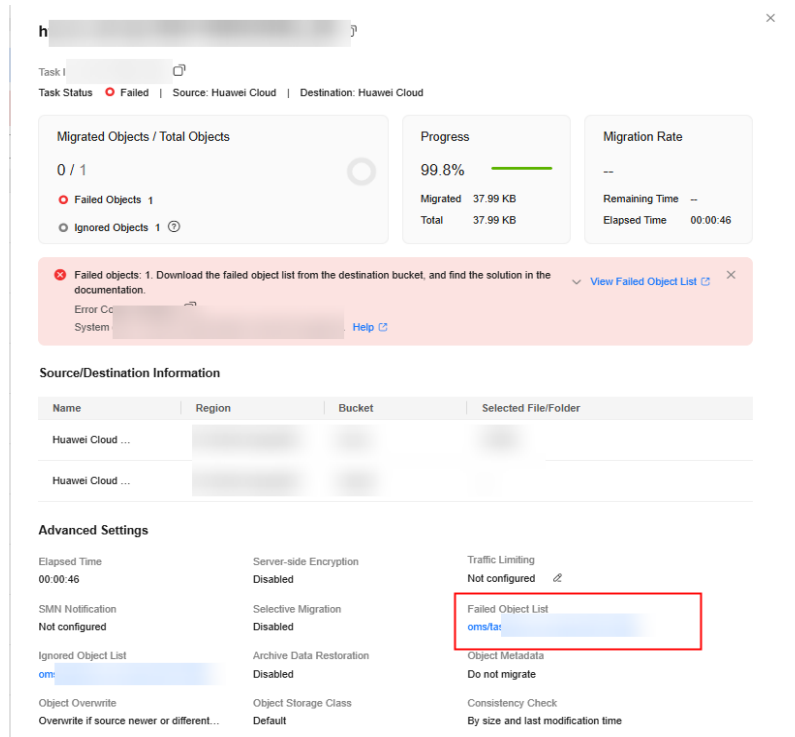 h
Task I
Task Status Failed | Source: Huawei Cloud | Destination: Huawei Cloud
Migrated Objects / Total Objects
0 / 1
Failed Objects 1
Ignored Objects 1
Progress
99.8%
Migrated 37.99 KB
Total 37.99 KB
Migration Rate
--
Remaining Time --
Elapsed Time 00:00:46
Failed objects: 1. Download the failed object list from the destination bucket, and find the solution in the
documentation.
View Failed Object List
Error Co
System
Help
Source/Destination Information
Name Region Bucket Selected File/Folder
Huawei Cloud ...
Huawei Cloud ...
Advanced Settings
Elapsed Time
00:00:46
Server-side Encryption
Disabled
Traffic Limiting
Not configured
SMN Notification
Not configured
Selective Migration
Disabled
Failed Object List
oms/tas
Ignored Object List
oms
Archive Data Restoration
Disabled
Object Metadata
Do not migrate
Object Overwrite
Overwrite if source newer or different...
Object Storage Class
Default
Consistency Check
By size and last modification time